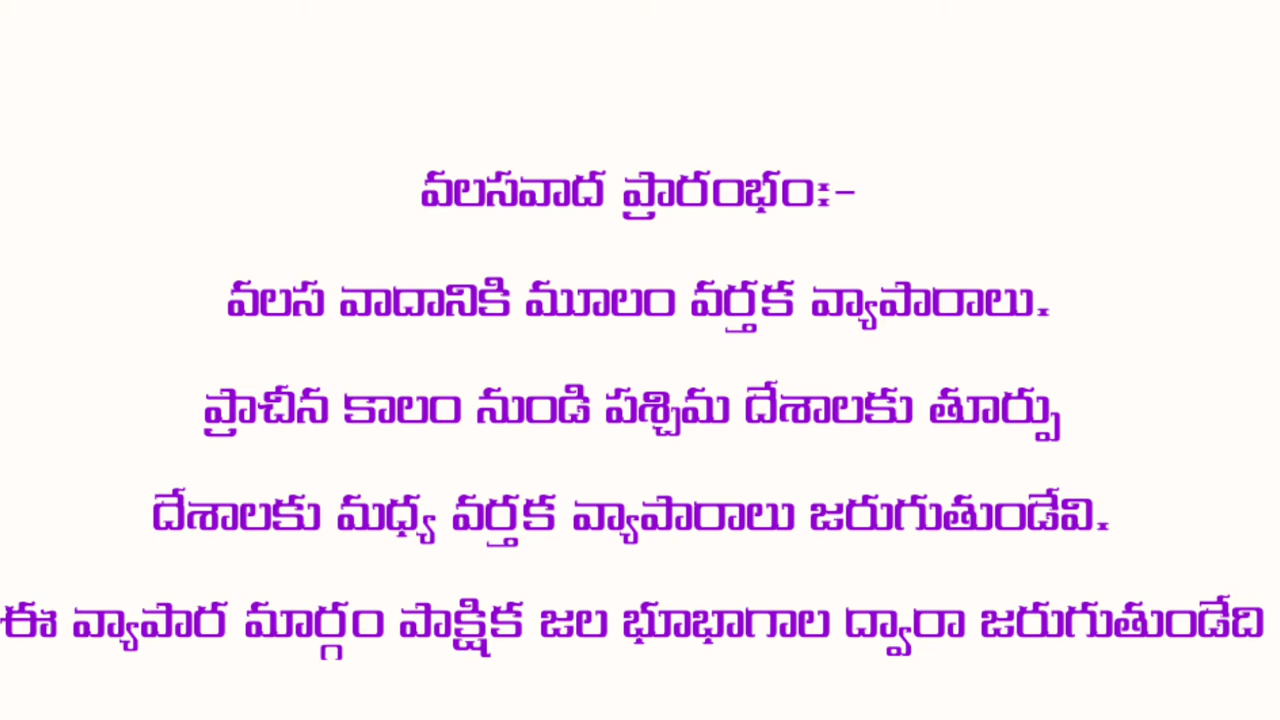 వలసవాద ప్రారంభం:-
వలస వాదానికి మూలం వర్తక వ్యాపారాలు.
ప్రాచీన కాలం నుండి పశ్చిమ దేశాలకు తూర్పు
దేశాలకు మధ్య వర్తక వ్యాపారాలు జరుగుతుండేవి.
ఈ వ్యాపార మార్గం పాక్షిక జల భూభాగాల ద్వారా జరుగుతుండేది